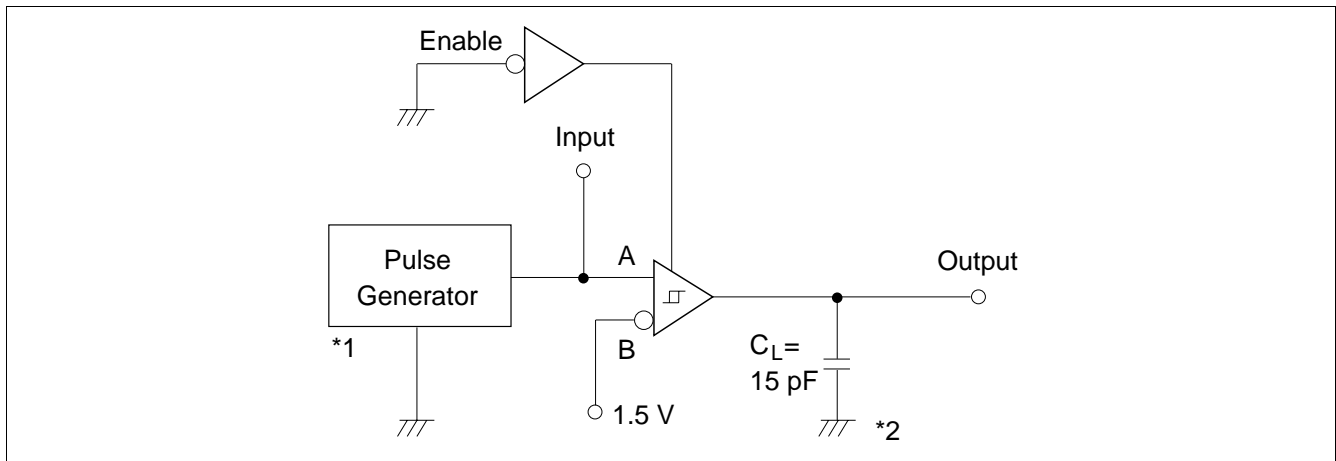 Enable
Input
Pulse
Generator
*1
A
B
1.5 V
Output
C_L=
15 pF
*2